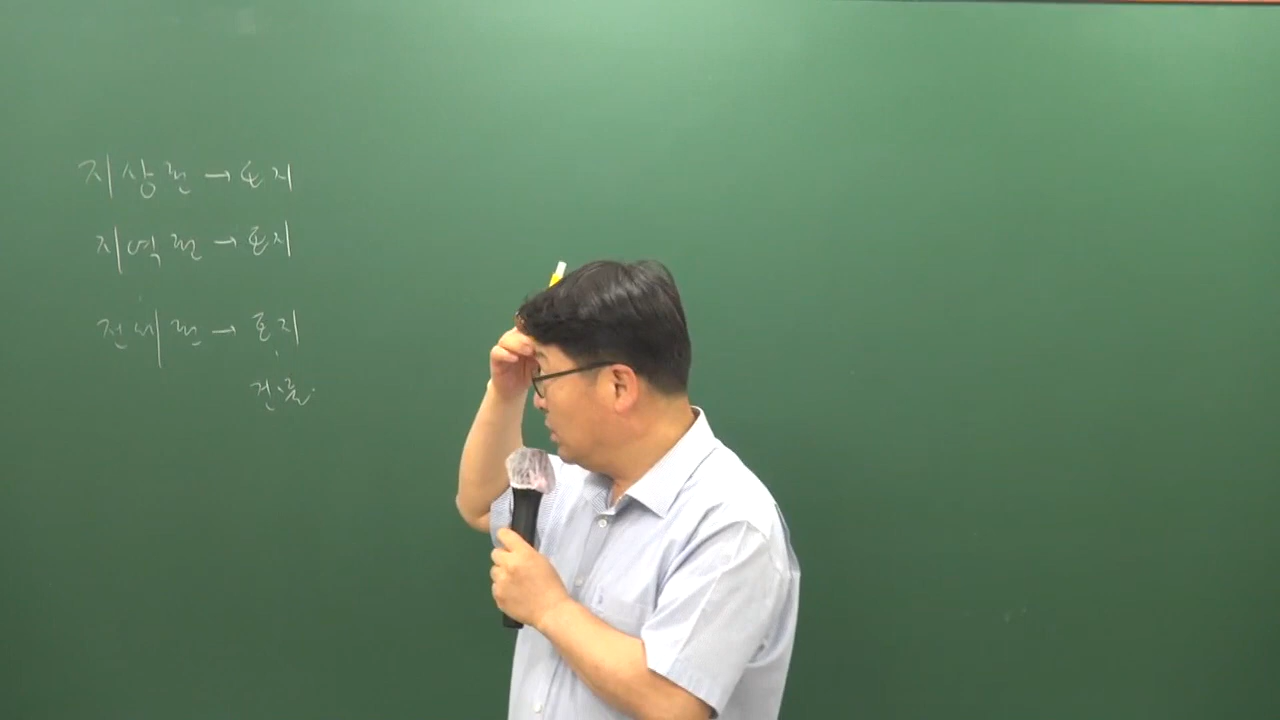 지상권 → 토지
지역권 → 토지
전세권 → 토지
건물